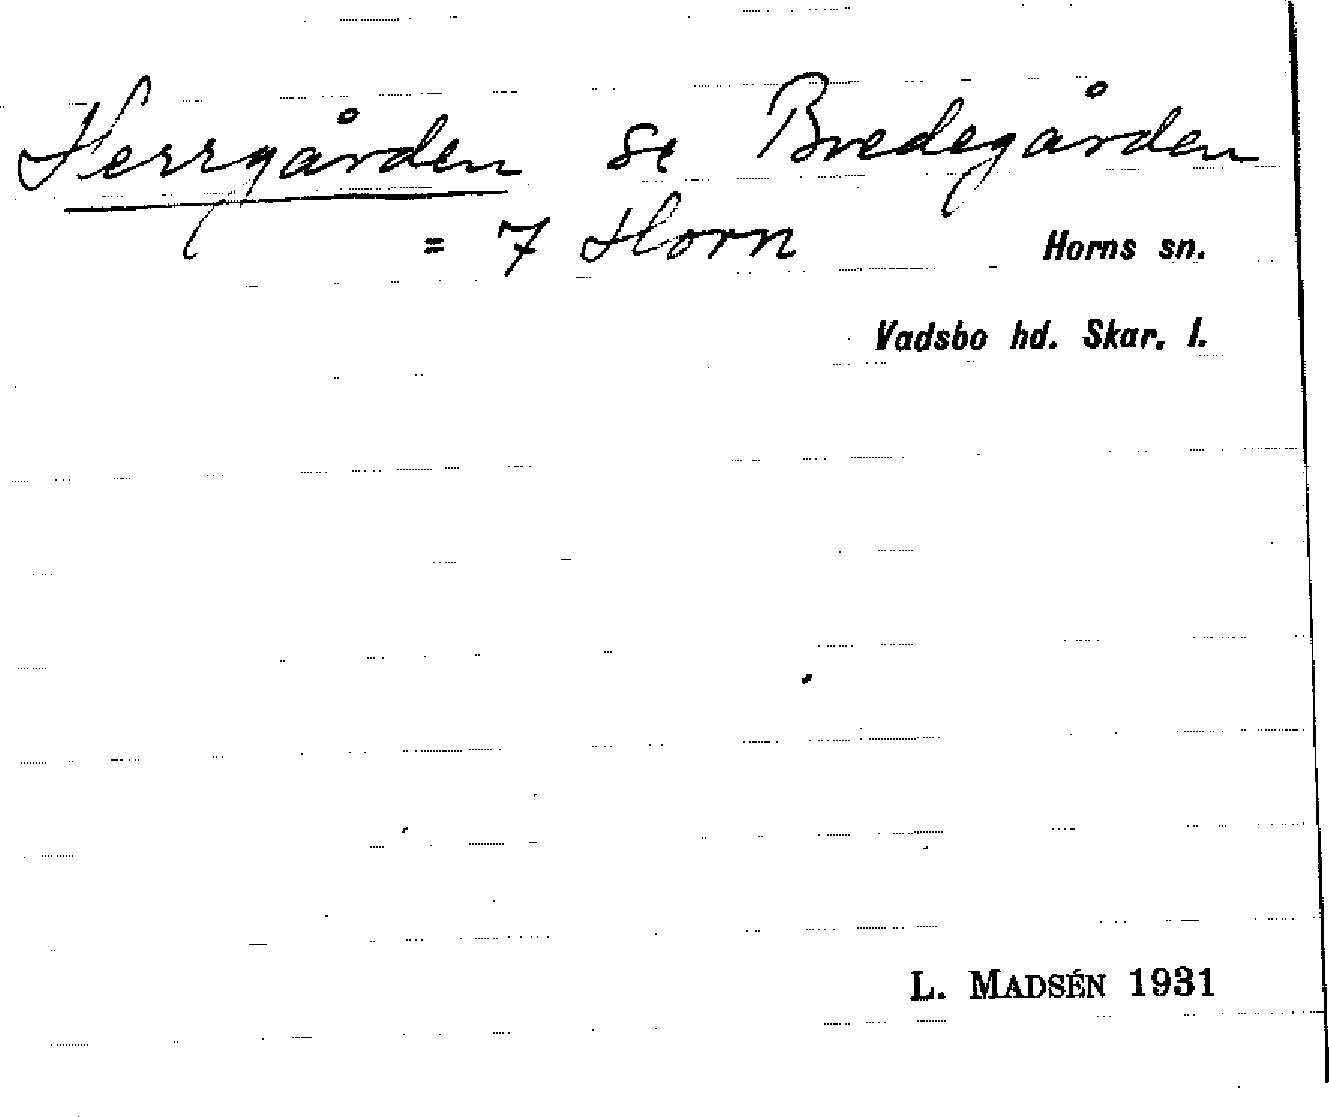 Herrgården se Bredegården
= 7 Horn Horns sn.
Vadsbo hd. Skar. l.
L. MADSÉN 1931